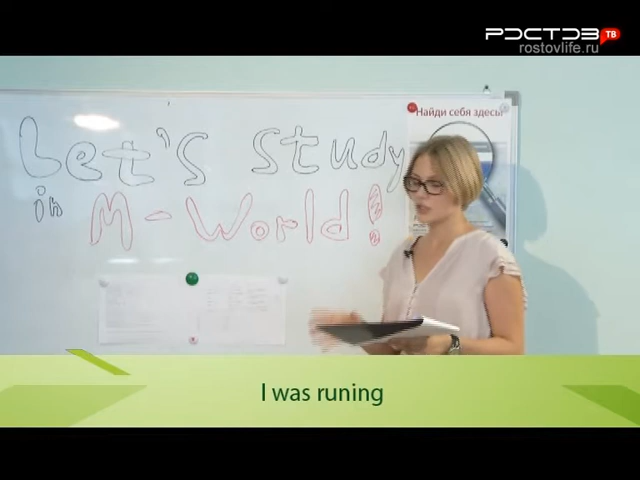 РОСТОВ ТВ
rostovlife.ru
Найди себя здесь!
Let's study
in M-World!
I was runing